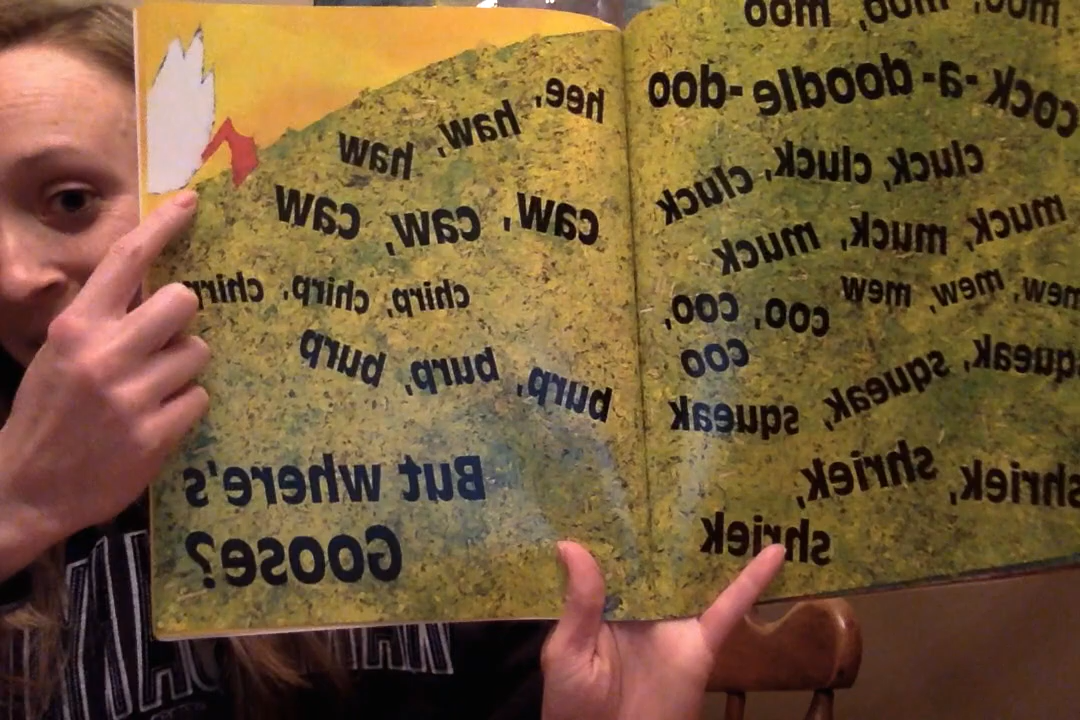 moo, moo, moo
cock-a-doodle-doo
cluck, cluck, cluck
muck, muck, muck
mew, mew, mew
coo, coo,
coo
squeak, squeak, squeak
shriek, shriek,
shriek
hee, haw, haw
caw, caw, caw
chirp, chirp, chirp
burp, burp, burp
But where's
Goose?